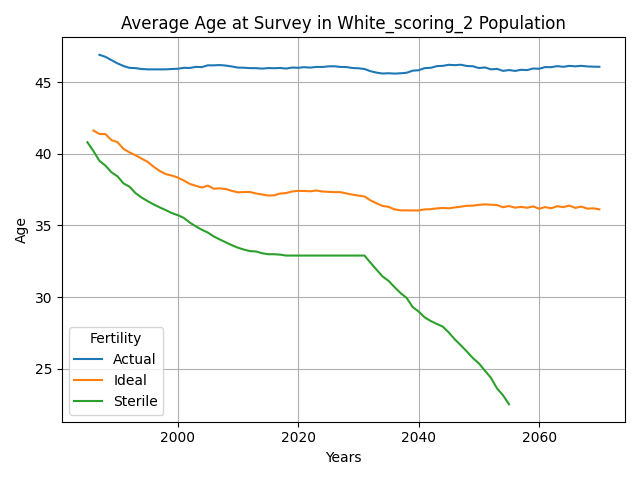 Average Age at Survey in White_scoring_2 Population
Age
45
40
35
30
25
Fertility
Actual
Ideal
Sterile
2000 2020 2040 2060
Years